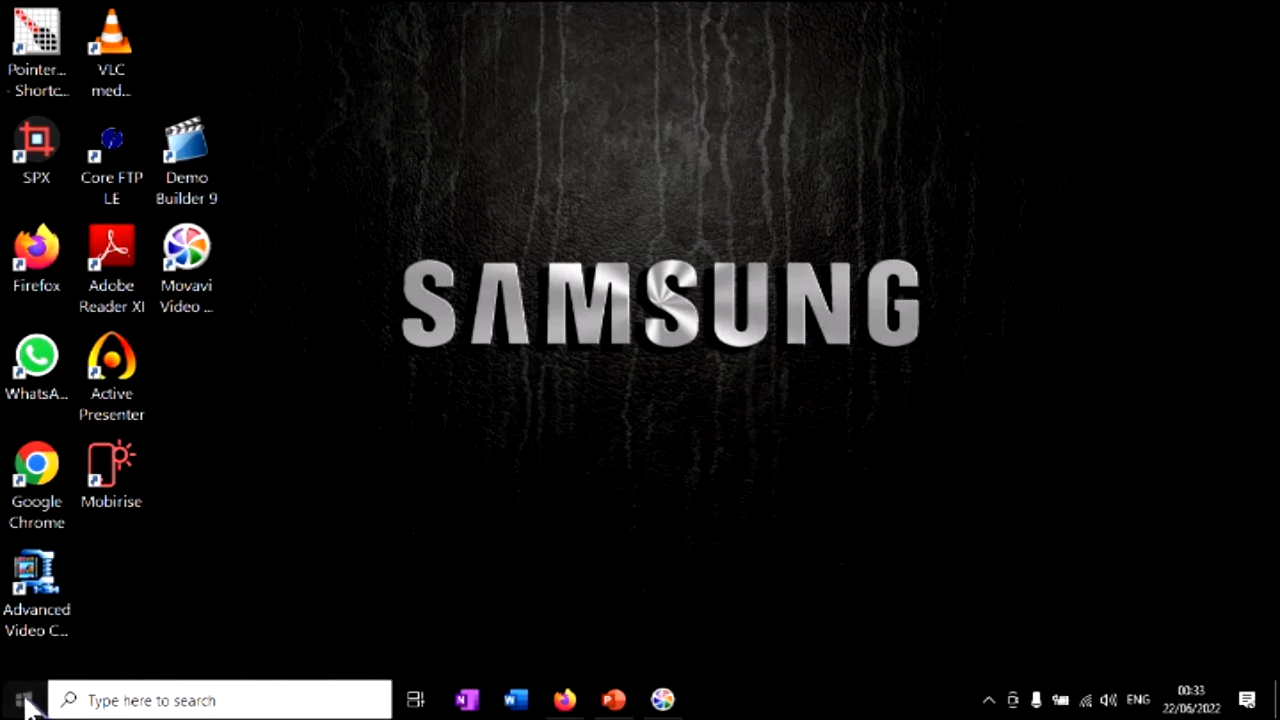 Pointer...
- Shortc...
VLC
med...
SPX
Core FTP
LE
Demo
Builder 9
Firefox
Adobe
Reader XI
Movavi
Video ...
WhatsA...
Active
Presenter
Google
Chrome
Mobirise
Advanced
Video C...
SAMSUNG
Type here to search
ENG
00:33
22/06/2022